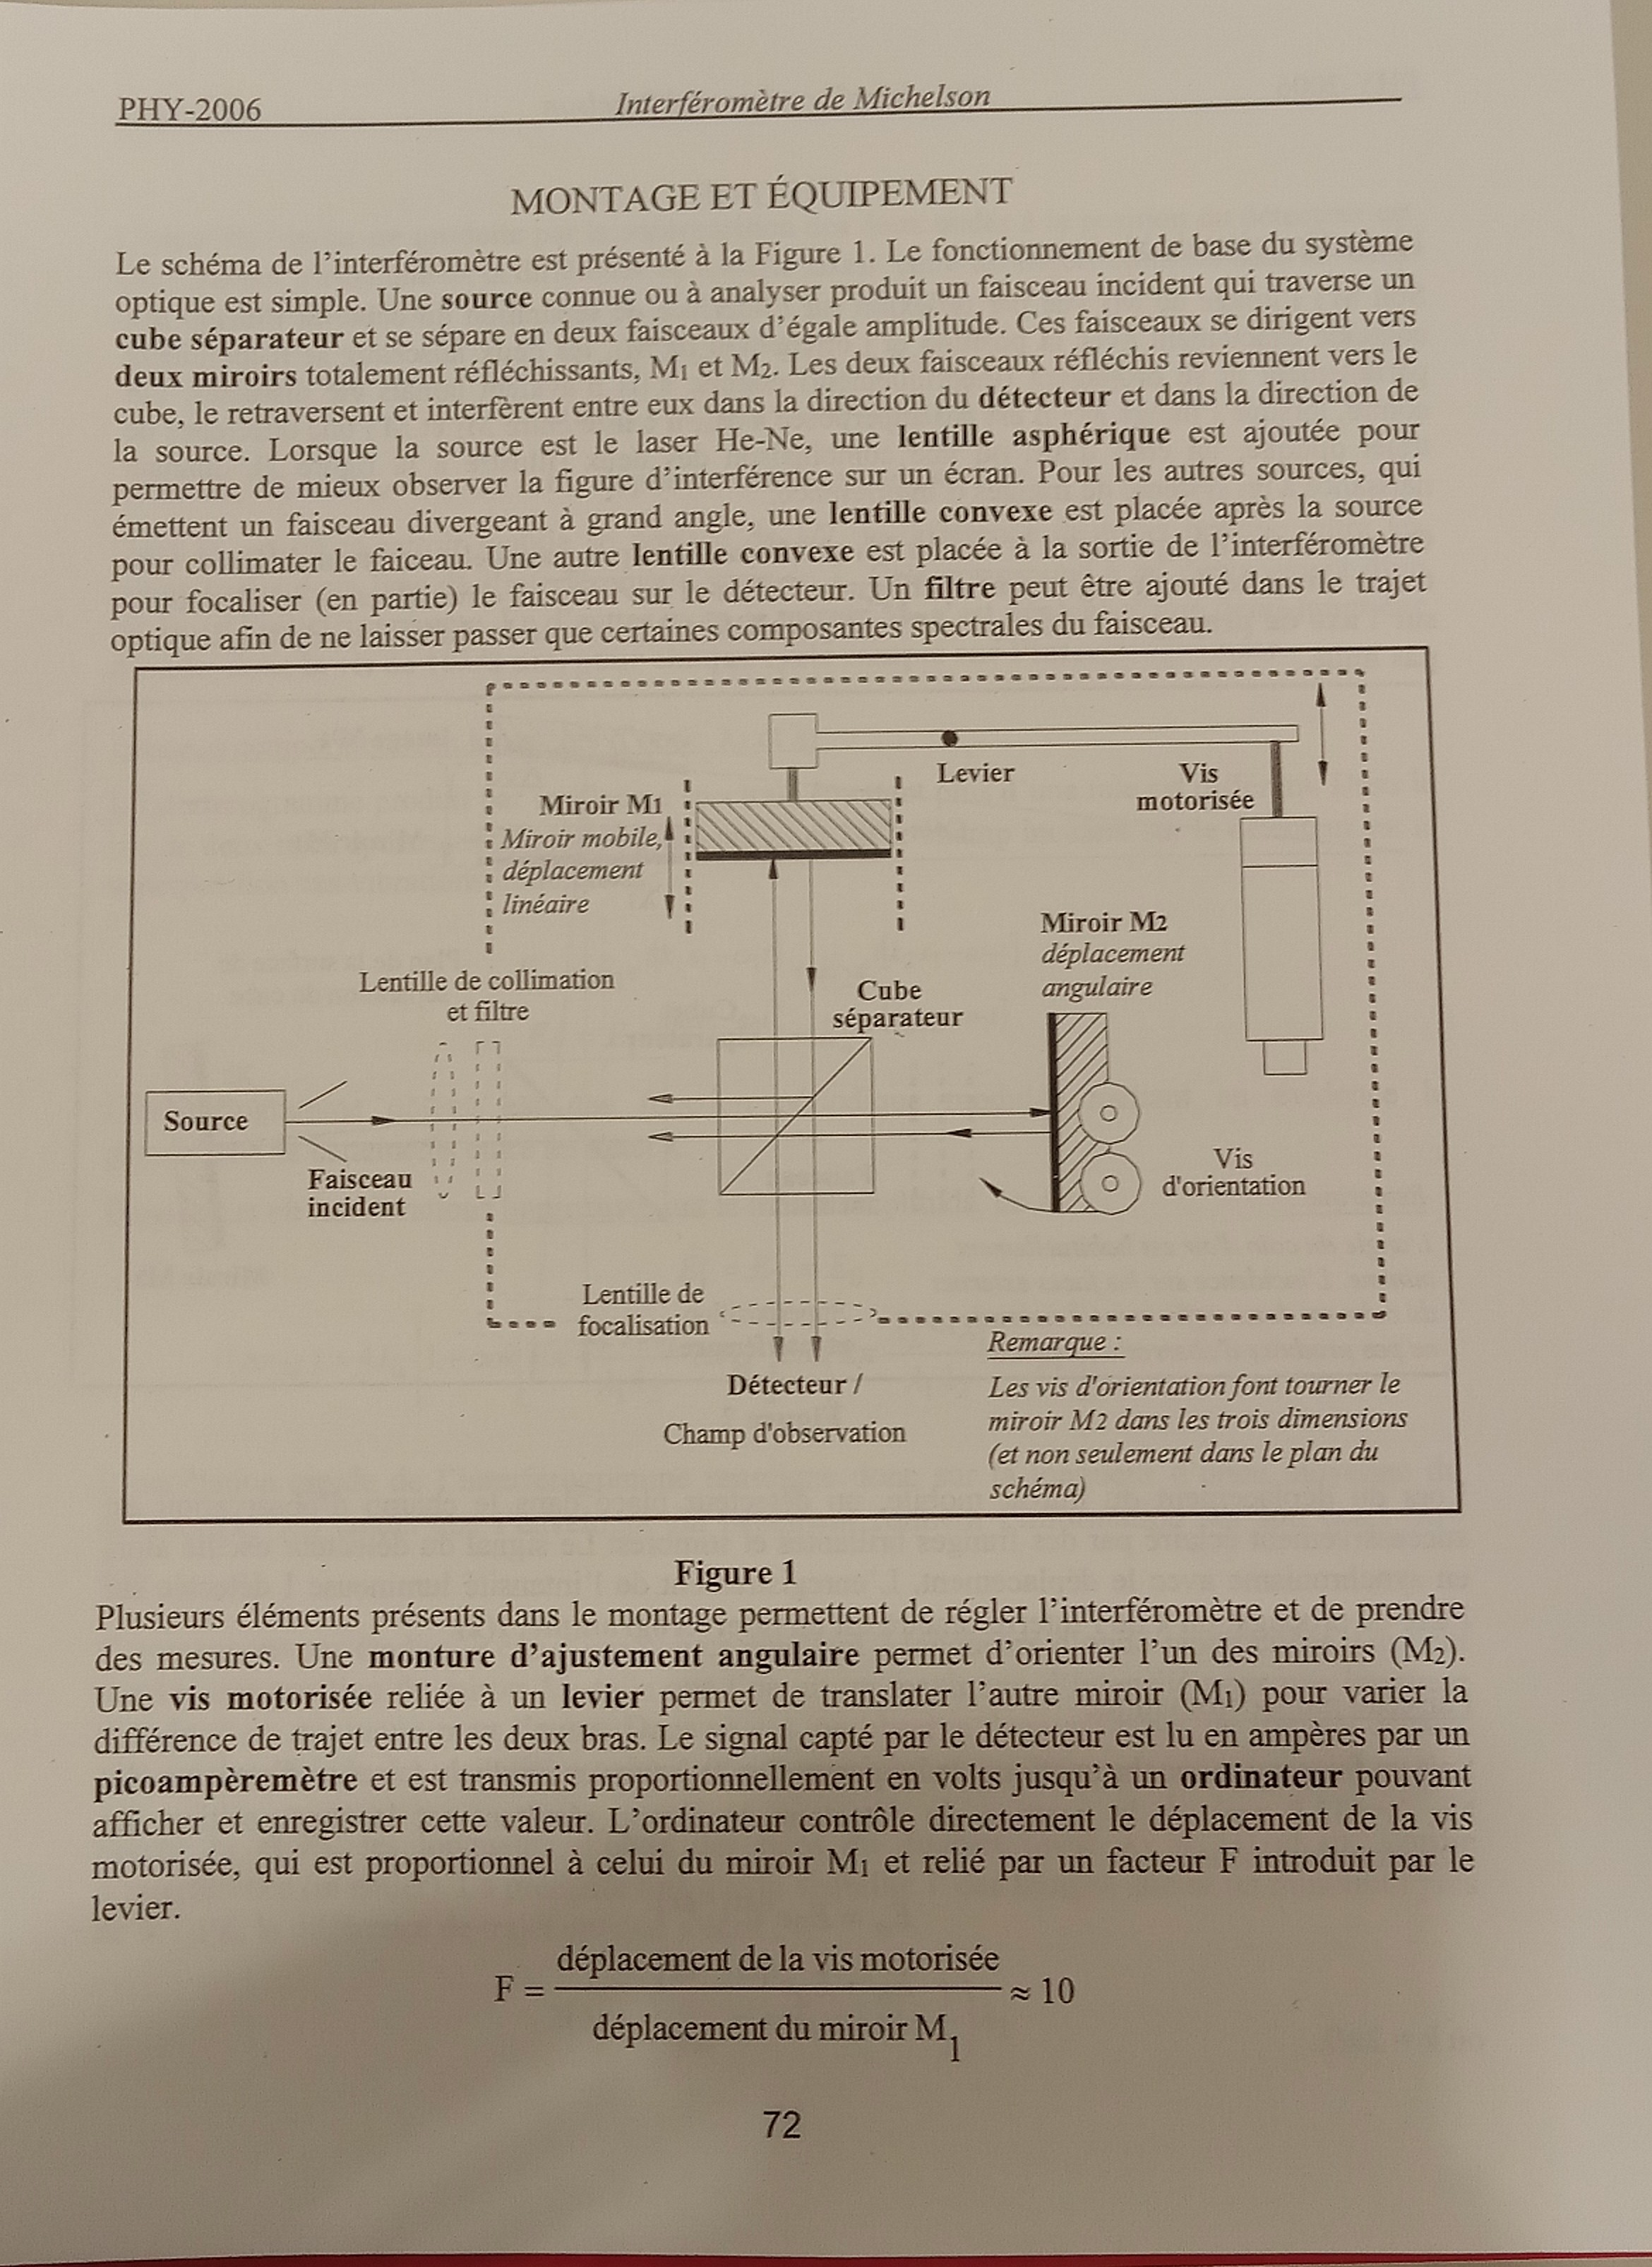 PHY-2006
Interféromètre de Michelson
MONTAGE ET ÉQUIPEMENT
Le schéma de l'interféromètre est présenté à la Figure 1. Le fonctionnement de base du système
optique est simple. Une source connue ou à analyser produit un faisceau incident qui traverse un
cube séparateur et se sépare en deux faisceaux d'égale amplitude. Ces faisceaux se dirigent vers
deux miroirs totalement réfléchissants, M1 et M2. Les deux faisceaux réfléchis reviennent vers le
cube, le retraversent et interfèrent entre eux dans la direction du détecteur et dans la direction de
la source. Lorsque la source est le laser He-Ne, une lentille asphérique est ajoutée pour
permettre de mieux observer la figure d'interférence sur un écran. Pour les autres sources, qui
émettent un faisceau divergeant à grand angle, une lentille convexe est placée après la source
pour collimater le faiceau. Une autre lentille convexe est placée à la sortie de l'interféromètre
pour focaliser (en partie) le faisceau sur le détecteur. Un filtre peut être ajouté dans le trajet
optique afin de ne laisser passer que certaines composantes spectrales du faisceau.
Levier
Vis
motorisée
Miroir M1
Miroir mobile,
déplacement
linéaire
Miroir M2
déplacement
angulaire
Lentille de collimation
et filtre
Cube
séparateur
Source
Faisceau
incident
Vis
d'orientation
Lentille de
focalisation
Détecteur /
Champ d'observation
Remarque :
Les vis d'orientation font tourner le
miroir M2 dans les trois dimensions
(et non seulement dans le plan du
schéma)
Figure 1
Plusieurs éléments présents dans le montage permettent de régler l'interféromètre et de prendre
des mesures. Une monture d'ajustement angulaire permet d'orienter l'un des miroirs (M2).
Une vis motorisée reliée à un levier permet de translater l'autre miroir (M1) pour varier la
différence de trajet entre les deux bras. Le signal capté par le détecteur est lu en ampères par un
picoampèremètre et est transmis proportionnellement en volts jusqu'à un ordinateur pouvant
afficher et enregistrer cette valeur. L'ordinateur contrôle directement le déplacement de la vis
motorisée, qui est proportionnel à celui du miroir M1 et relié par un facteur F introduit par le
levier.
déplacement de la vis motorisée
F = ≈ 10
déplacement du miroir M1
72